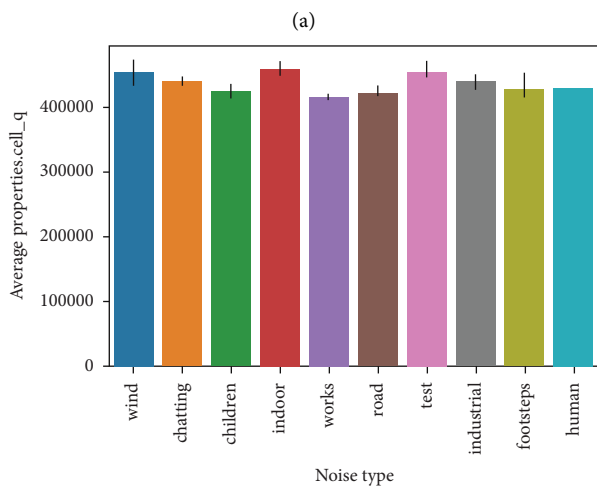 (a)
Average properties.cell_q
400000
300000
200000
100000
0
wind
chatting
children
indoor
works
road
test
industrial
footsteps
human
Noise type